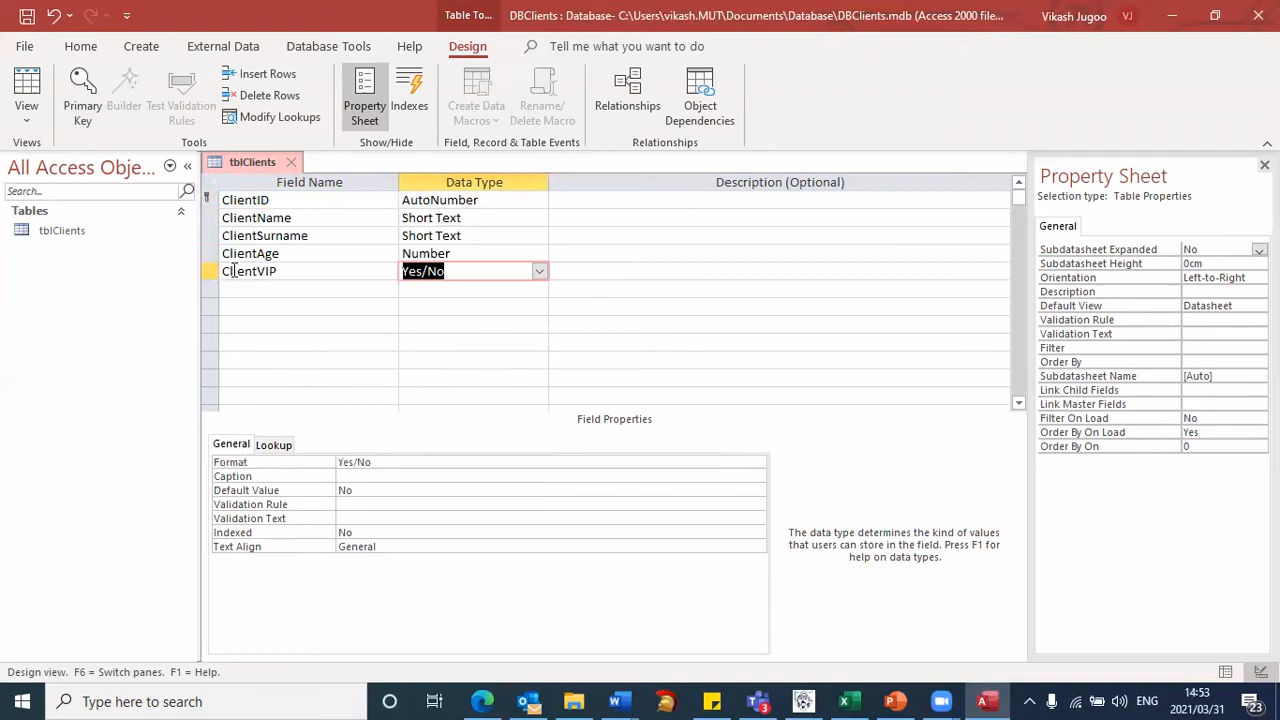 Table To...
DBClients : Database- C:\Users\vikash.MUT\Documents\Database\DBClients.mdb (Access 2000 file...
Vikash Jugoo
VJ
File
Home
Create
External Data
Database Tools
Help
Design
Tell me what you want to do
View
Primary Key
Builder
Test Validation Rules
Insert Rows
Delete Rows
Modify Lookups
Property Sheet
Indexes
Create Data Macros
Rename/ Delete Macro
Relationships
Object Dependencies
Views
Tools
Show/Hide
Field, Record & Table Events
Relationships
All Access Obje...
Search...
Tables
tblClients
tblClients
Field Name Data Type Description (Optional)
ClientID AutoNumber
ClientName Short Text
ClientSurname Short Text
ClientAge Number
ClientVIP Yes/No
Field Properties
General Lookup
Format Yes/No
Caption
Default Value No
Validation Rule
Validation Text
Indexed No
Text Align General
The data type determines the kind of values
that users can store in the field. Press F1 for
help on data types.
Property Sheet
Selection type: Table Properties
General
Subdatasheet Expanded No
Subdatasheet Height 0cm
Orientation Left-to-Right
Description
Default View Datasheet
Validation Rule
Validation Text
Filter
Order By
Subdatasheet Name [Auto]
Link Child Fields
Link Master Fields
Filter On Load No
Order By On Load Yes
Order By On 0
Design view. F6 = Switch panes. F1 = Help.
Type here to search
3
ENG
14:53
2021/03/31
23